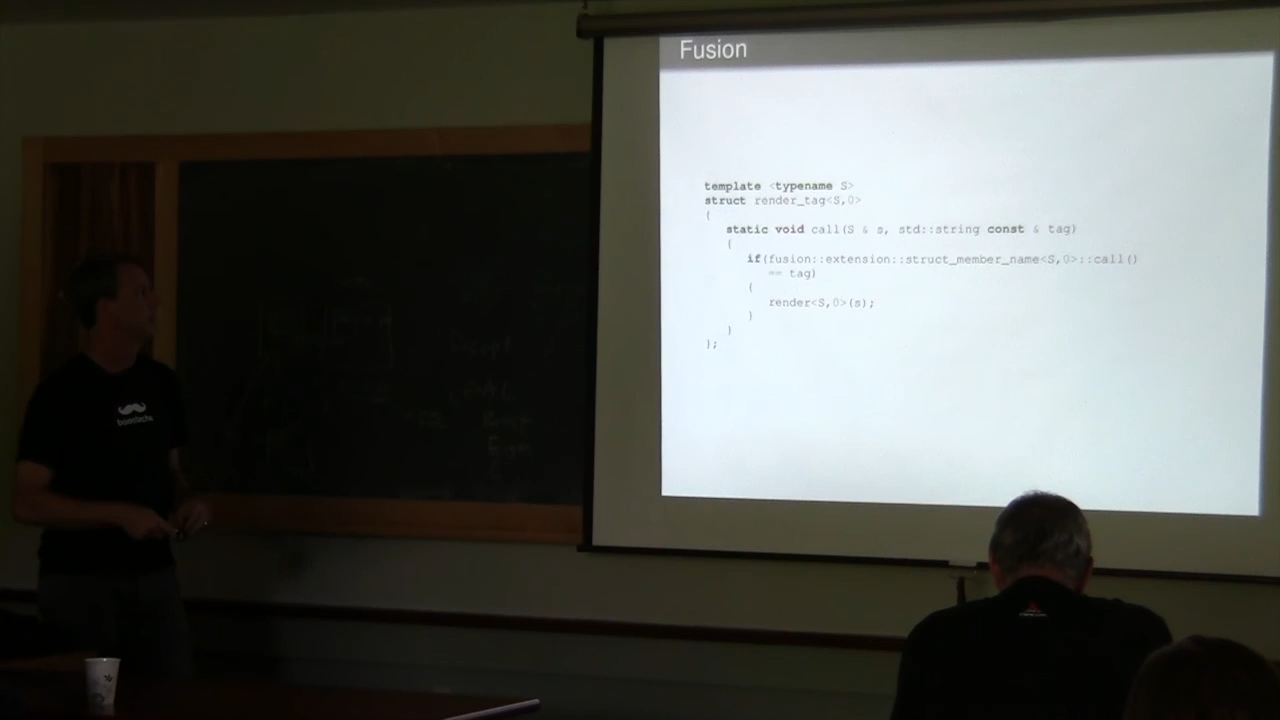 Fusion
template <typename S>
struct render_tag<S,0>
{
static void call(S & s, std::string const & tag)
{
if(fusion::extension::struct_member_name<S,0>::call()
== tag)
{
render<S,0>(s);
}
}
};